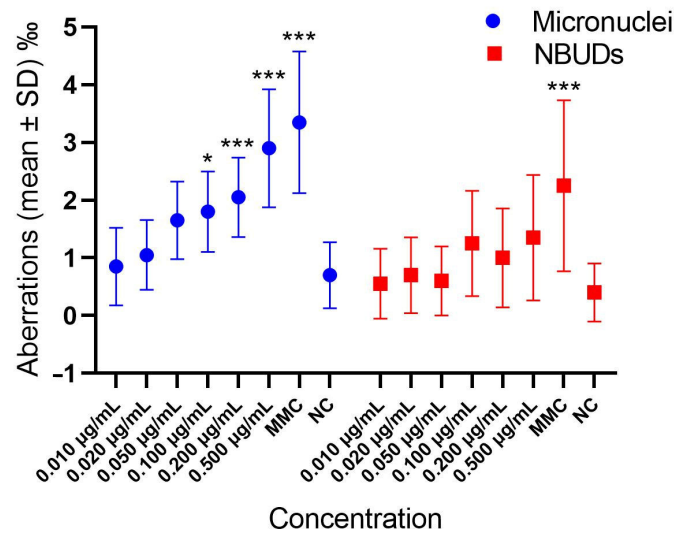 Micronuclei
NBUDs
Aberrations (mean ± SD) ‰
5
4
3
2
1
0
–1
*
***
***
***
***
0.010 µg/mL
0.020 µg/mL
0.050 µg/mL
0.100 µg/mL
0.200 µg/mL
0.500 µg/mL
MMC
NC
0.010 µg/mL
0.020 µg/mL
0.050 µg/mL
0.100 µg/mL
0.200 µg/mL
0.500 µg/mL
MMC
NC
Concentration